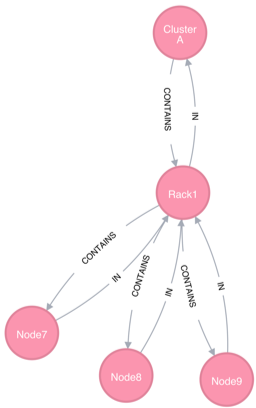 Cluster
A
CONTAINS
IN
Rack1
CONTAINS
IN
CONTAINS
IN
CONTAINS
IN
Node7
Node8
Node9